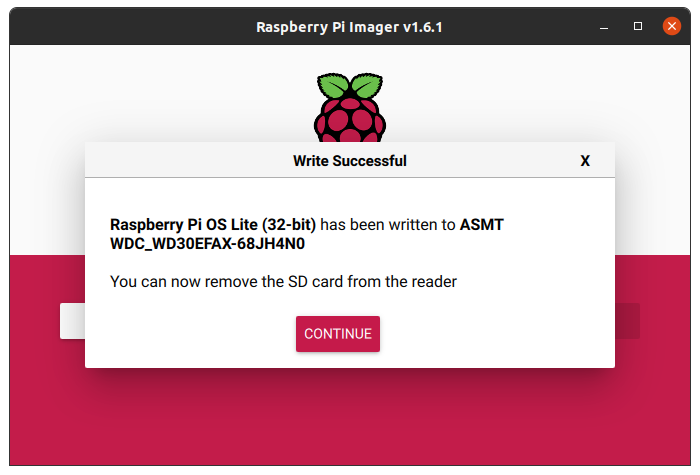 Raspberry Pi Imager v1.6.1
Write Successful
X
Raspberry Pi OS Lite (32-bit) has been written to ASMT
WDC_WD30EFAX-68JH4N0
You can now remove the SD card from the reader
CONTINUE